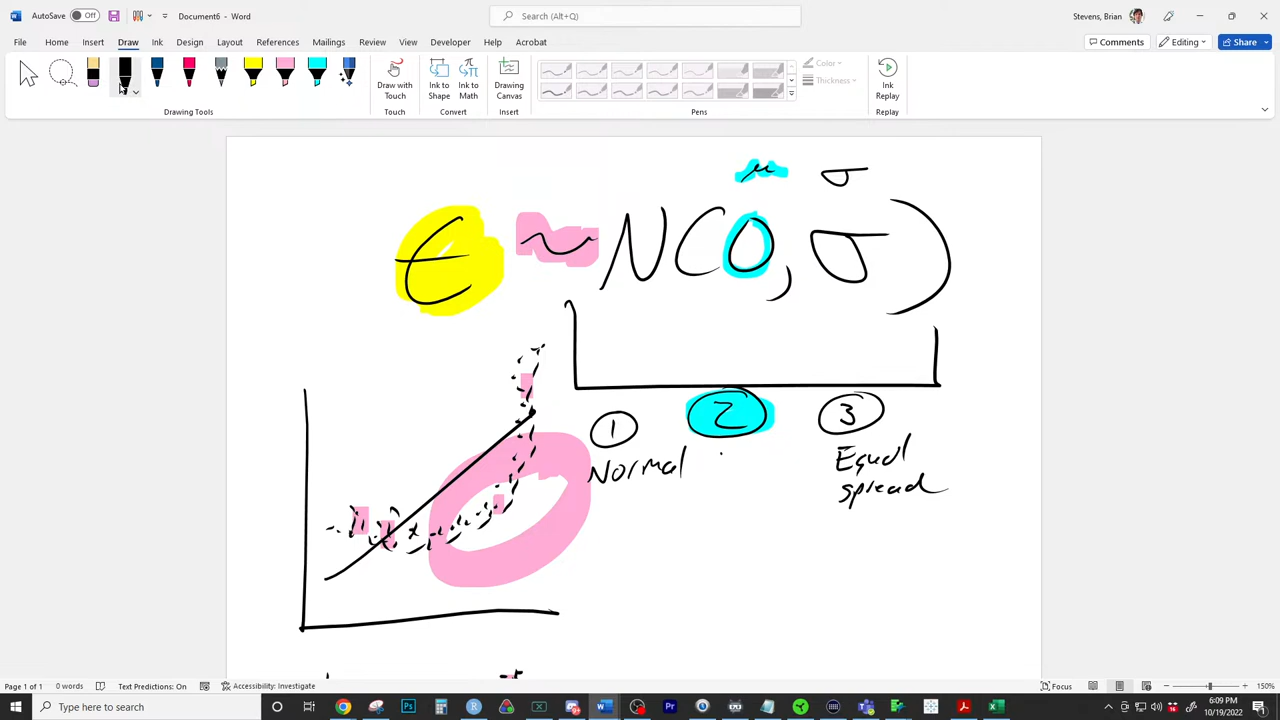 AutoSave Off Document6 - Word Search (Alt+Q) Stevens, Brian
File Home Insert Draw Ink Design Layout References Mailings Review View Developer Help Acrobat Comments Editing Share
Draw with Touch Ink to Shape Ink to Math Drawing Canvas Color Thickness Ink Replay
Drawing Tools Touch Convert Insert Pens Replay
μ σ
ϵ ~ N(0, σ)
1 2 3
Normal Equal
spread
Page 1 of 1 0 words Text Predictions: On Accessibility: Investigate Focus 150%
Type here to search 6:09 PM
10/19/2022